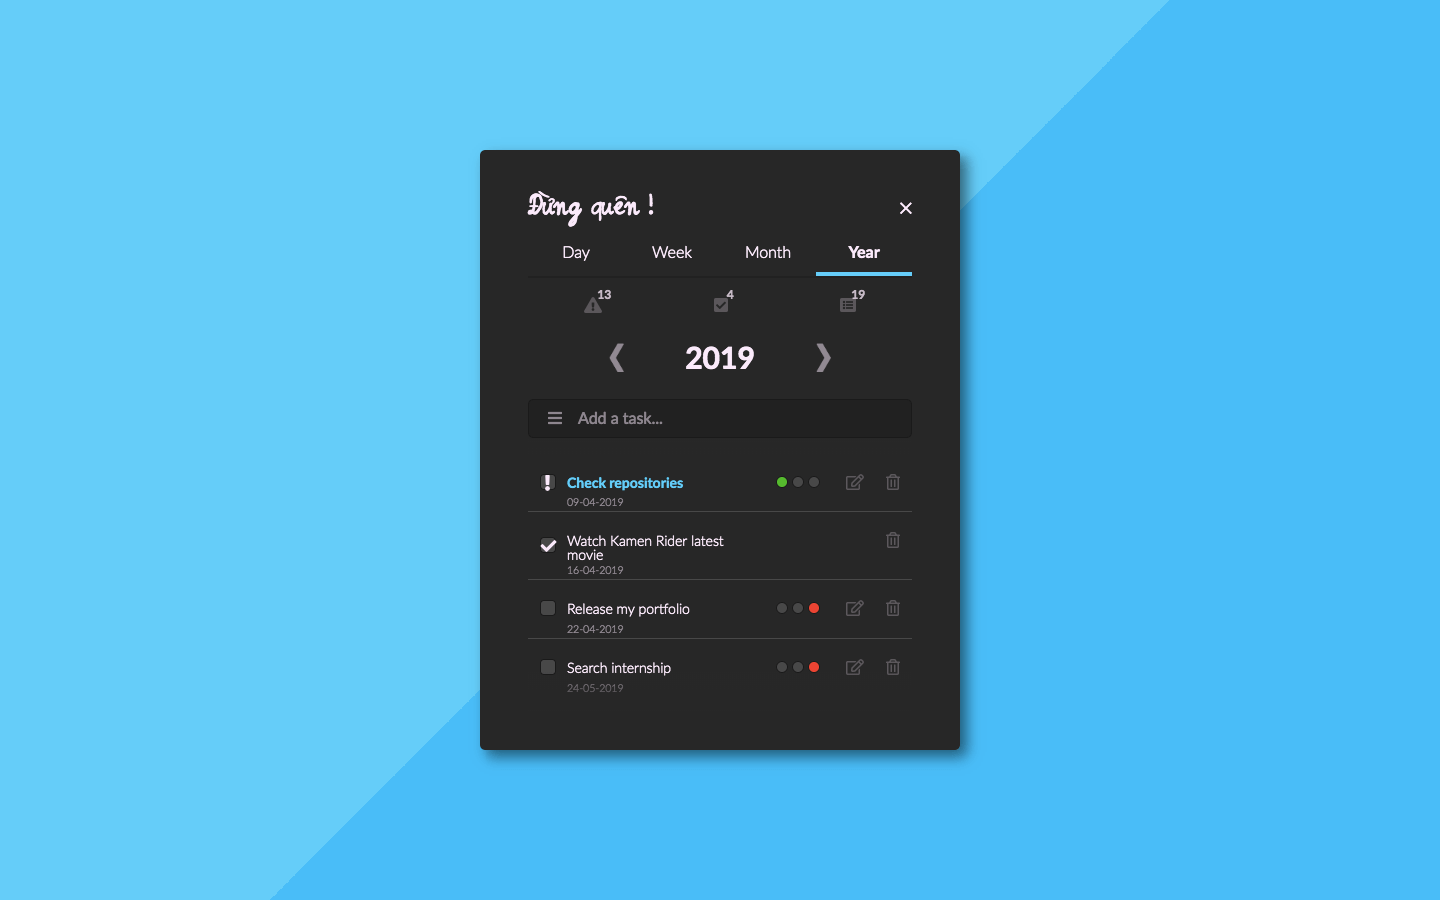 Đừng quên !
Day Week Month Year
13 4 19
2019
Add a task...
Check repositories
09-04-2019
Watch Kamen Rider latest
movie
16-04-2019
Release my portfolio
22-04-2019
Search internship
24-05-2019